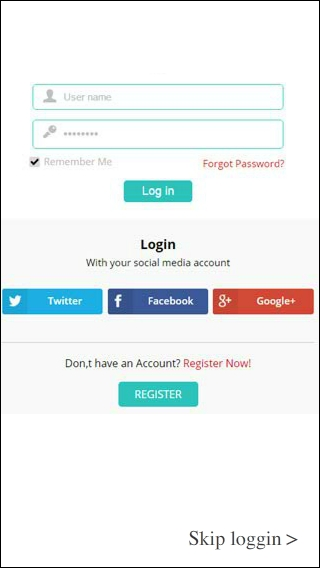 User name
••••••••
Remember Me
Forgot Password?
Log in
Login
With your social media account
Twitter
f Facebook
g+ Google+
Don,t have an Account? Register Now!
REGISTER
Skip loggin >